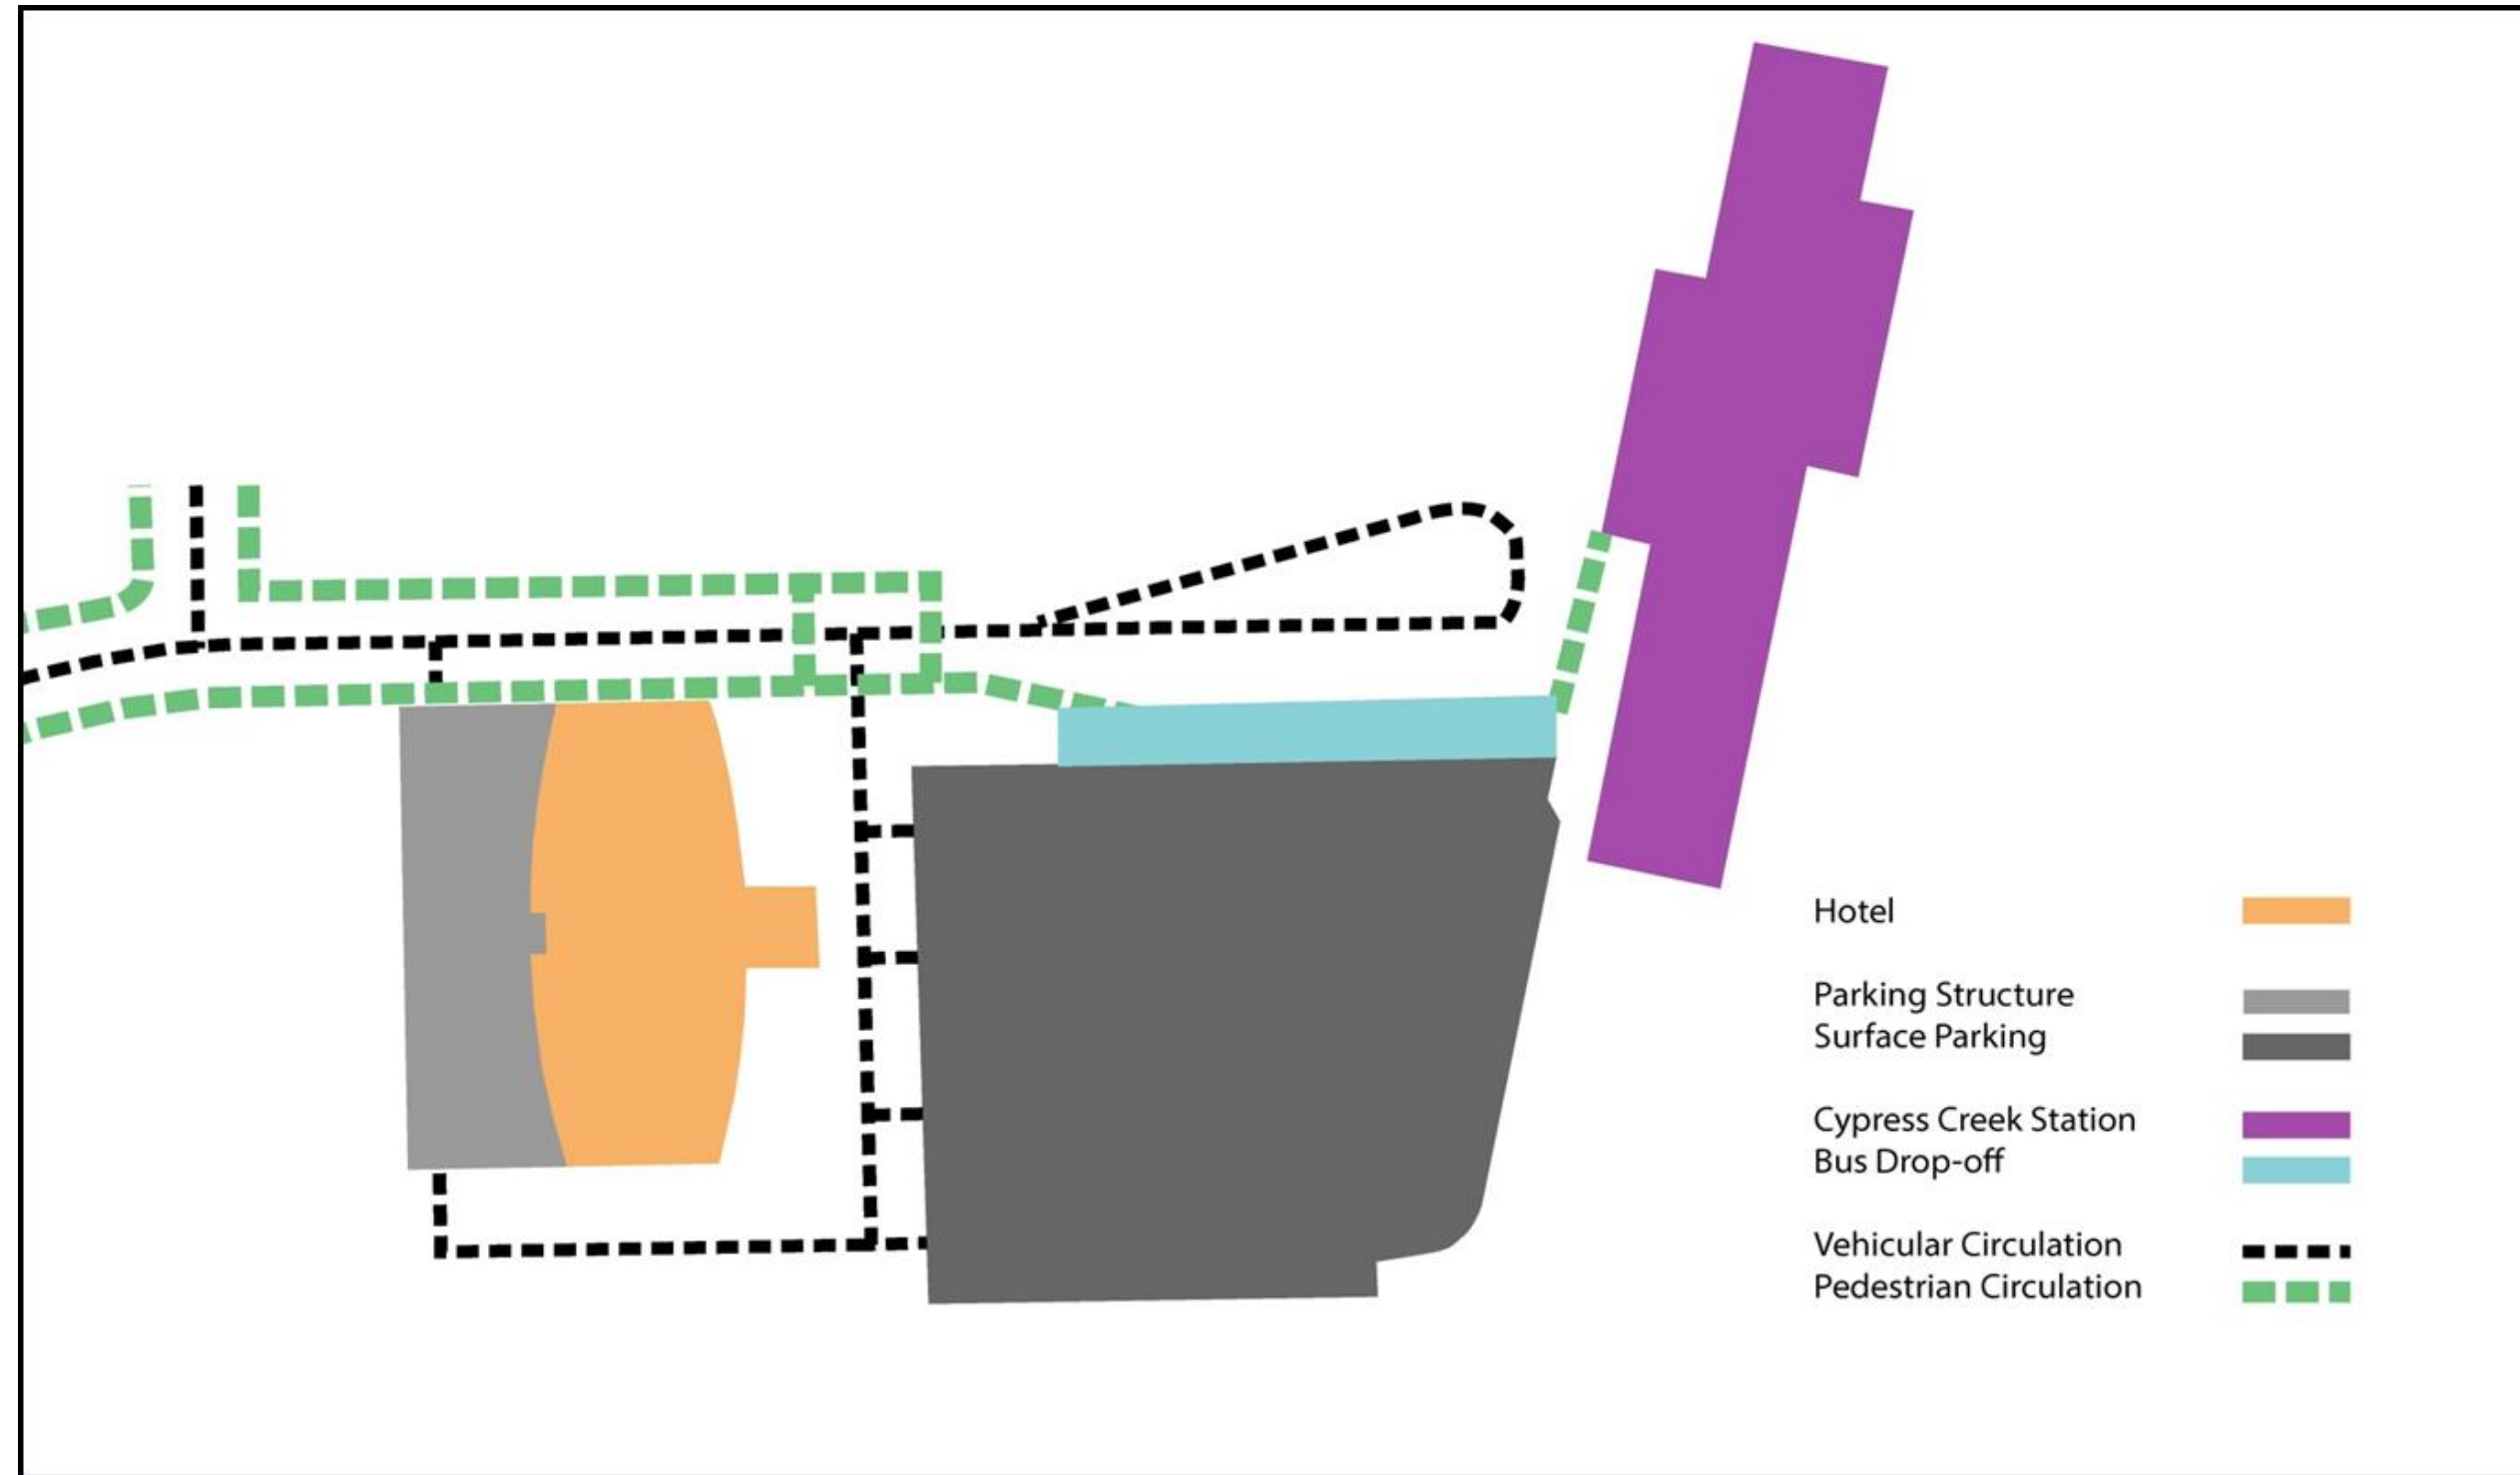 Hotel
Parking Structure
Surface Parking
Cypress Creek Station
Bus Drop-off
Vehicular Circulation
Pedestrian Circulation